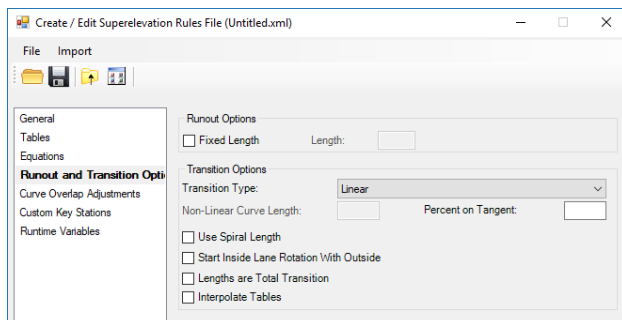 Create / Edit Superelevation Rules File (Untitled.xml)
File Import
General
Tables
Equations
Runout and Transition Opti
Curve Overlap Adjustments
Custom Key Stations
Runtime Variables
Runout Options
Fixed Length Length:
Transition Options
Transition Type: Linear
Non-Linear Curve Length: Percent on Tangent:
Use Spiral Length
Start Inside Lane Rotation With Outside
Lengths are Total Transition
Interpolate Tables